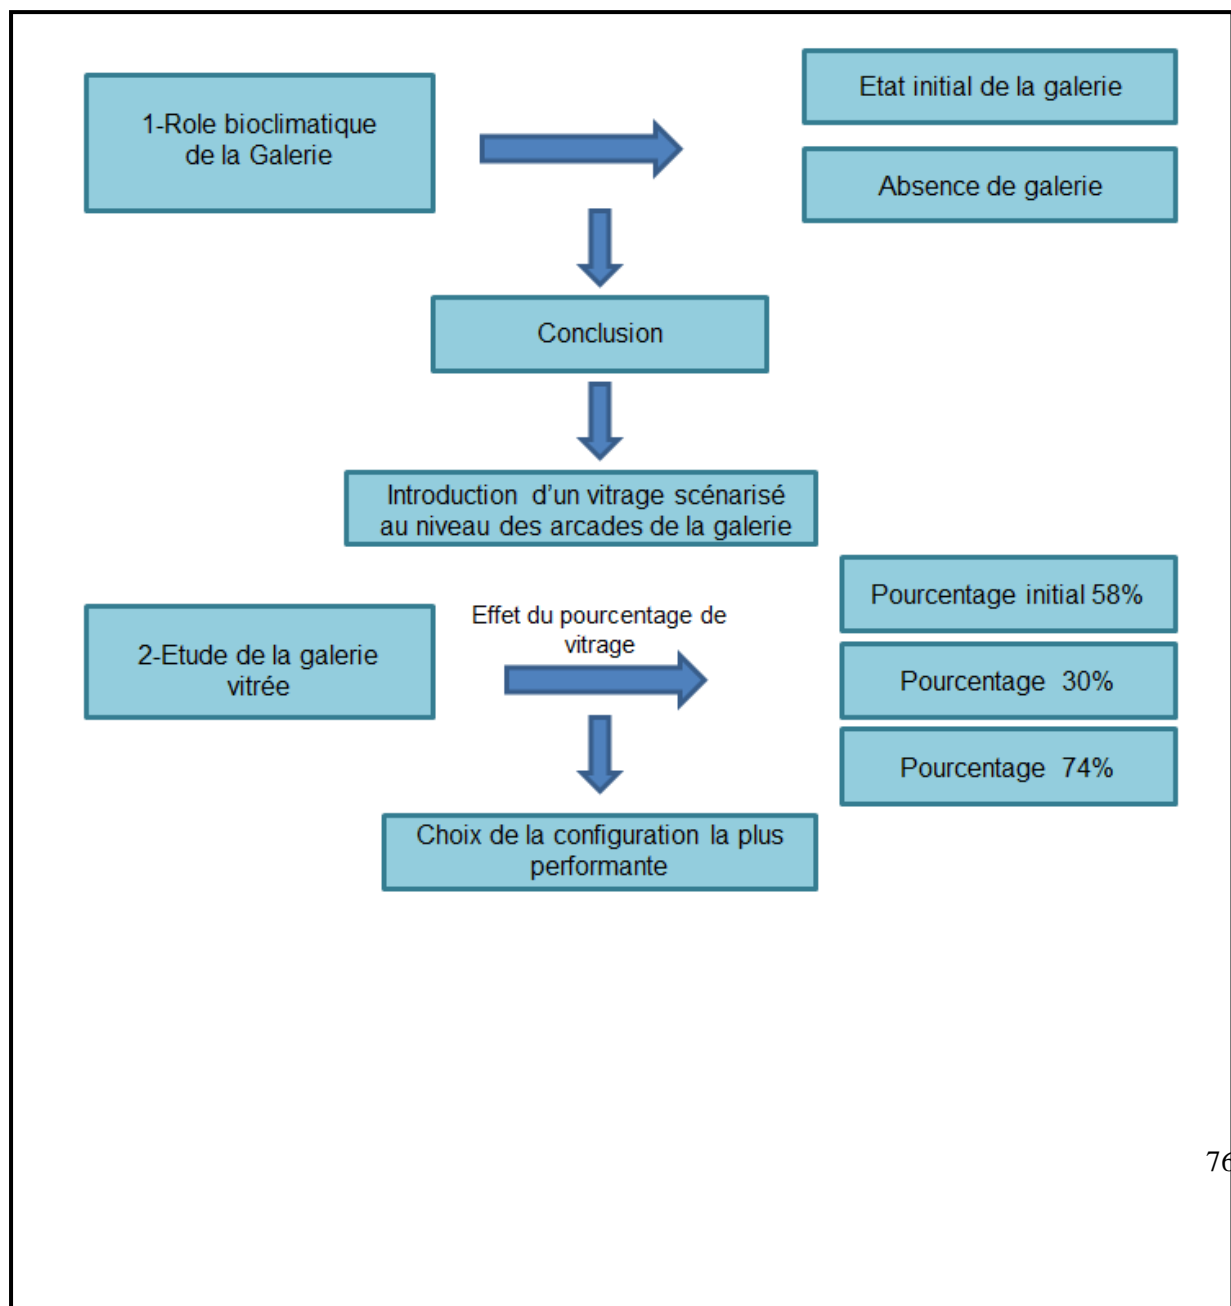 1-Role bioclimatique
de la Galerie
Etat initial de la galerie
Absence de galerie
Conclusion
Introduction d’un vitrage scénarisé
au niveau des arcades de la galerie
2-Etude de la galerie
vitrée
Effet du pourcentage de
vitrage
Pourcentage initial 58%
Pourcentage 30%
Pourcentage 74%
Choix de la configuration la plus
performante
76